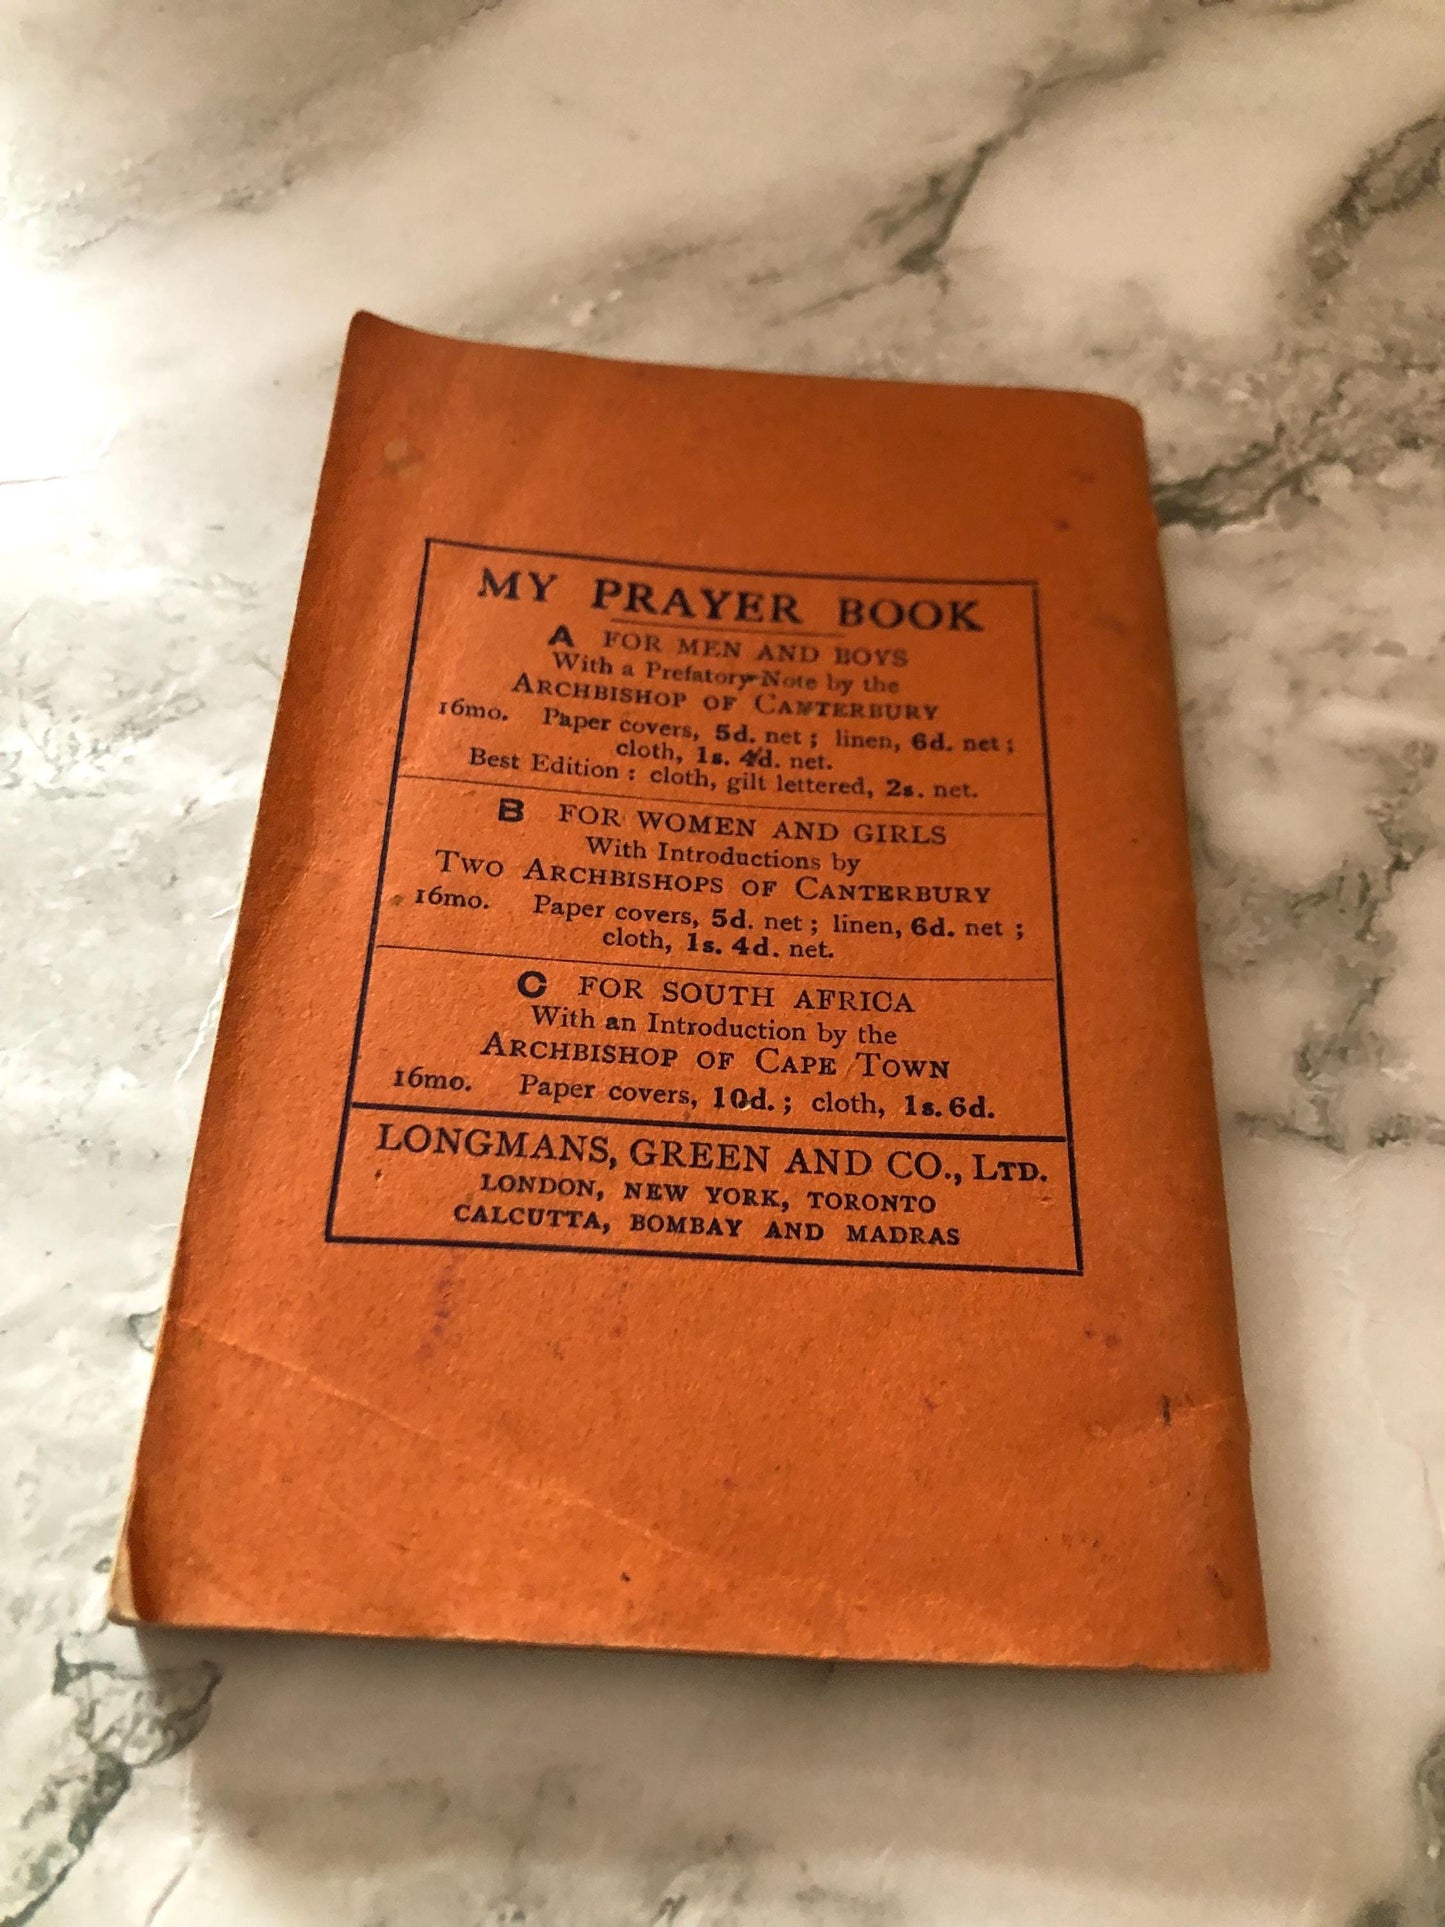 MY PRAYER BOOK
A FOR MEN AND BOYS
With a Prefatory Note by the
ARCHBISHOP OF CANTERBURY
16mo. Paper covers, 5d. net; linen, 6d. net;
cloth, 1s. 4d. net.
Best Edition: cloth, gilt lettered, 2s. net.
B FOR WOMEN AND GIRLS
With Introductions by
TWO ARCHBISHOPS OF CANTERBURY
16mo. Paper covers, 5d. net; linen, 6d. net;
cloth, 1s. 4d. net.
C FOR SOUTH AFRICA
With an Introduction by the
ARCHBISHOP OF CAPE TOWN
16mo. Paper covers, 10d.; cloth, 1s. 6d.
LONGMANS, GREEN AND CO., LTD.
LONDON, NEW YORK, TORONTO
CALCUTTA, BOMBAY AND MADRAS